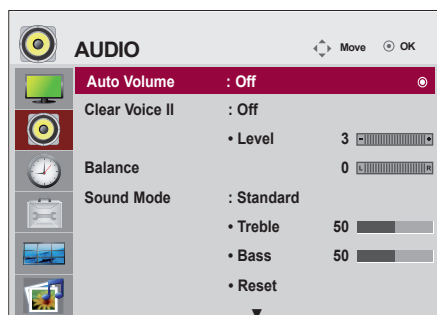 AUDIO Move OK
Auto Volume : Off
Clear Voice II : Off
• Level 3 - +
Balance 0 L R
Sound Mode : Standard
• Treble 50
• Bass 50
• Reset